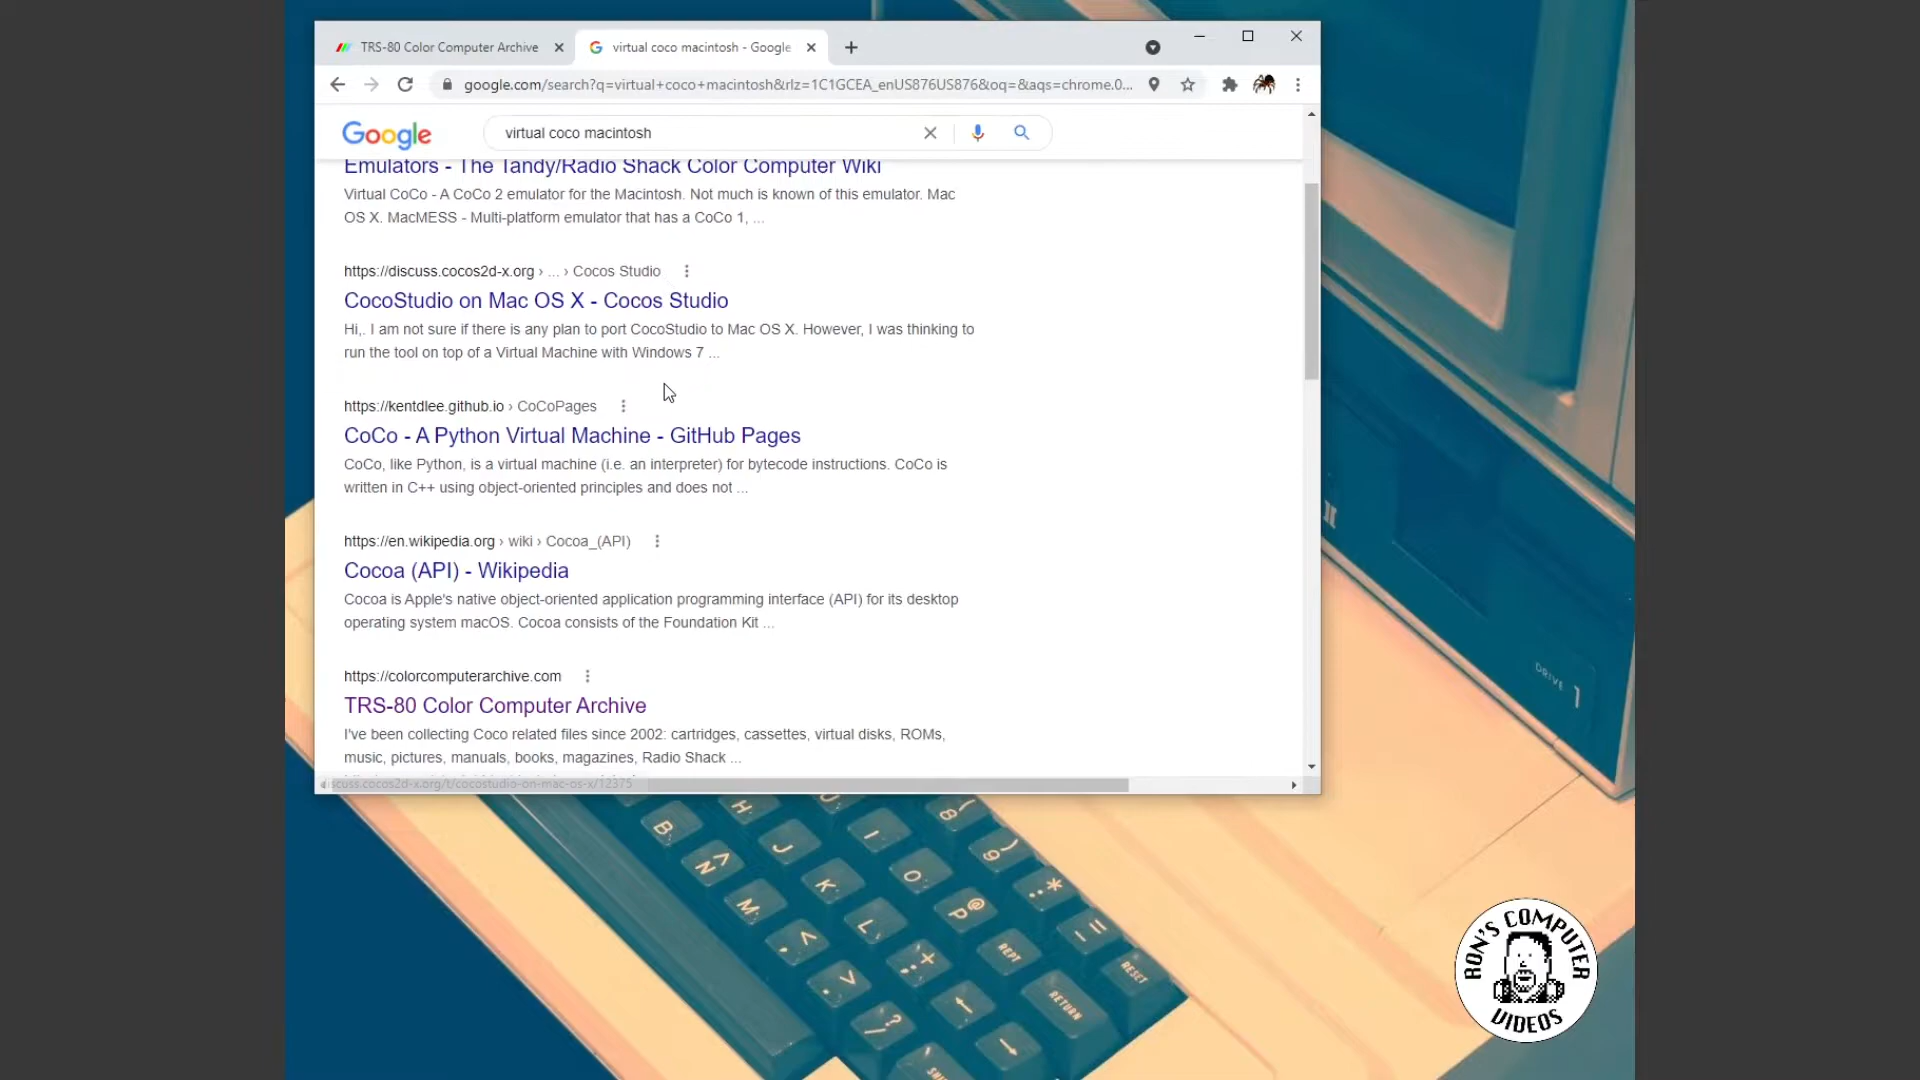 TRS-80 Color Computer Archive
virtual coco macintosh - Google
google.com/search?q=virtual+coco+macintosh&rlz=1C1GCEA_enUS876US876&oq=&aqs=chrome.0...
Google
virtual coco macintosh
Emulators - The Tandy/Radio Shack Color Computer Wiki
Virtual CoCo - A CoCo 2 emulator for the Macintosh. Not much is known of this emulator. Mac
OS X. MacMESS - Multi-platform emulator that has a CoCo 1, ...
https://discuss.cocos2d-x.org › ... › Cocos Studio
CocoStudio on Mac OS X - Cocos Studio
Hi,. I am not sure if there is any plan to port CocoStudio to Mac OS X. However, I was thinking to
run the tool on top of a Virtual Machine with Windows 7 ...
https://kentdlee.github.io › CoCoPages
CoCo - A Python Virtual Machine - GitHub Pages
CoCo, like Python, is a virtual machine (i.e. an interpreter) for bytecode instructions. CoCo is
written in C++ using object-oriented principles and does not ...
https://en.wikipedia.org › wiki › Cocoa_(API)
Cocoa (API) - Wikipedia
Cocoa is Apple's native object-oriented application programming interface (API) for its desktop
operating system macOS. Cocoa consists of the Foundation Kit ...
https://colorcomputerarchive.com
TRS-80 Color Computer Archive
I've been collecting Coco related files since 2002: cartridges, cassettes, virtual disks, ROMs,
music, pictures, manuals, books, magazines, Radio Shack ...
discuss.cocos2d-x.org/t/cocostudio-on-mac-os-x/12375
][
DRIVE 1
H
U
8 (
B
J
I
9 )
N ^
K
O
: *
M
L
P @
- =
, <
; +
REPT
RESET
. >
←
RETURN
/ ?
→
RON'S COMPUTER
VIDEOS